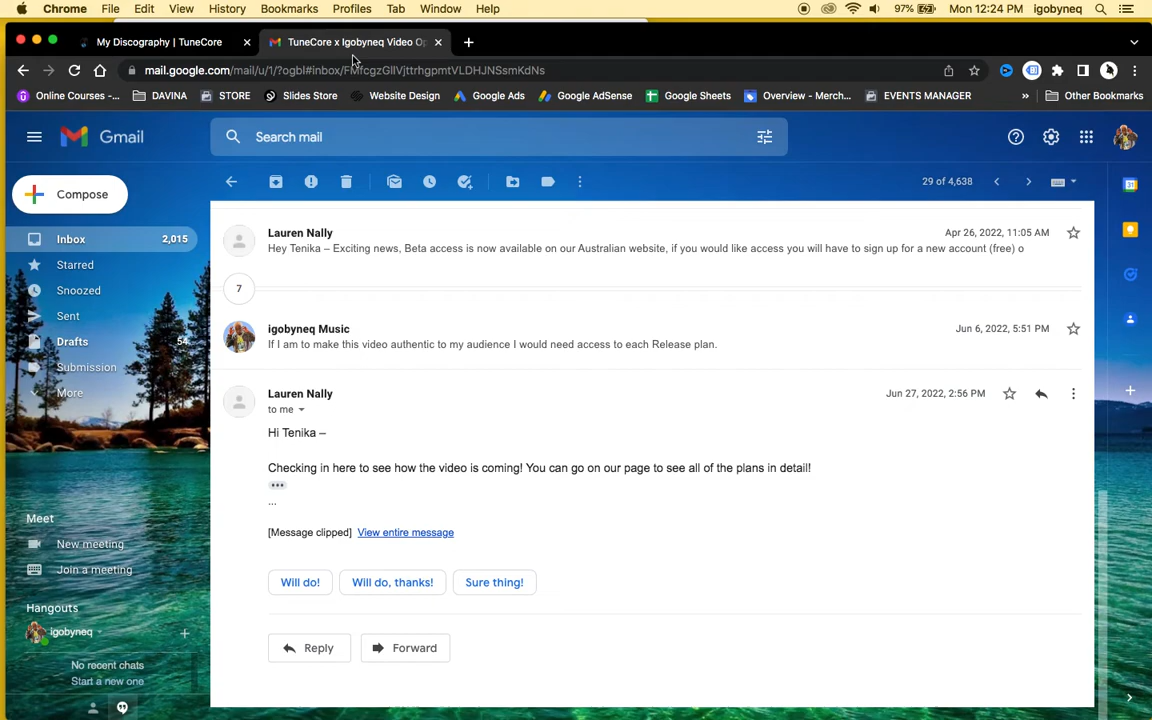 Chrome File Edit View History Bookmarks Profiles Tab Window Help 97% Mon 12:24 PM igobyneq
My Discography | TuneCore TuneCore x Igobyneq Video Op
mail.google.com/mail/u/1/?ogbl#inbox/FMfcgzGllVjttrhgpmtVLDHJNSsmKdNs
Online Courses -... DAVINA STORE Slides Store Website Design Google Ads Google AdSense Google Sheets Overview - Merch... EVENTS MANAGER » Other Bookmarks
Gmail Search mail
Compose 29 of 4,638
Inbox 2,015
Starred
Snoozed
Sent
Drafts 54
Submission
More
Lauren Nally Apr 26, 2022, 11:05 AM
Hey Tenika – Exciting news, Beta access is now available on our Australian website, if you would like access you will have to sign up for a new account (free) o
7
igobyneq Music Jun 6, 2022, 5:51 PM
If I am to make this video authentic to my audience I would need access to each Release plan.
Lauren Nally Jun 27, 2022, 2:56 PM
to me
Hi Tenika –
Checking in here to see how the video is coming! You can go on our page to see all of the plans in detail!
...
[Message clipped] View entire message
Will do! Will do, thanks! Sure thing!
Reply Forward
Meet
New meeting
Join a meeting
Hangouts
igobyneq
No recent chats
Start a new one